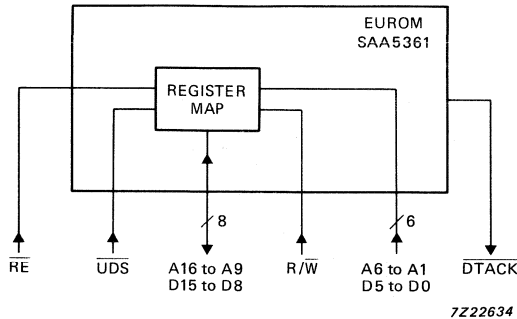 EUROM
SAA5361
REGISTER
MAP
8
6
RE
UDS
A16 to A9
D15 to D8
R/W
A6 to A1
D5 to D0
DTACK
7Z22634